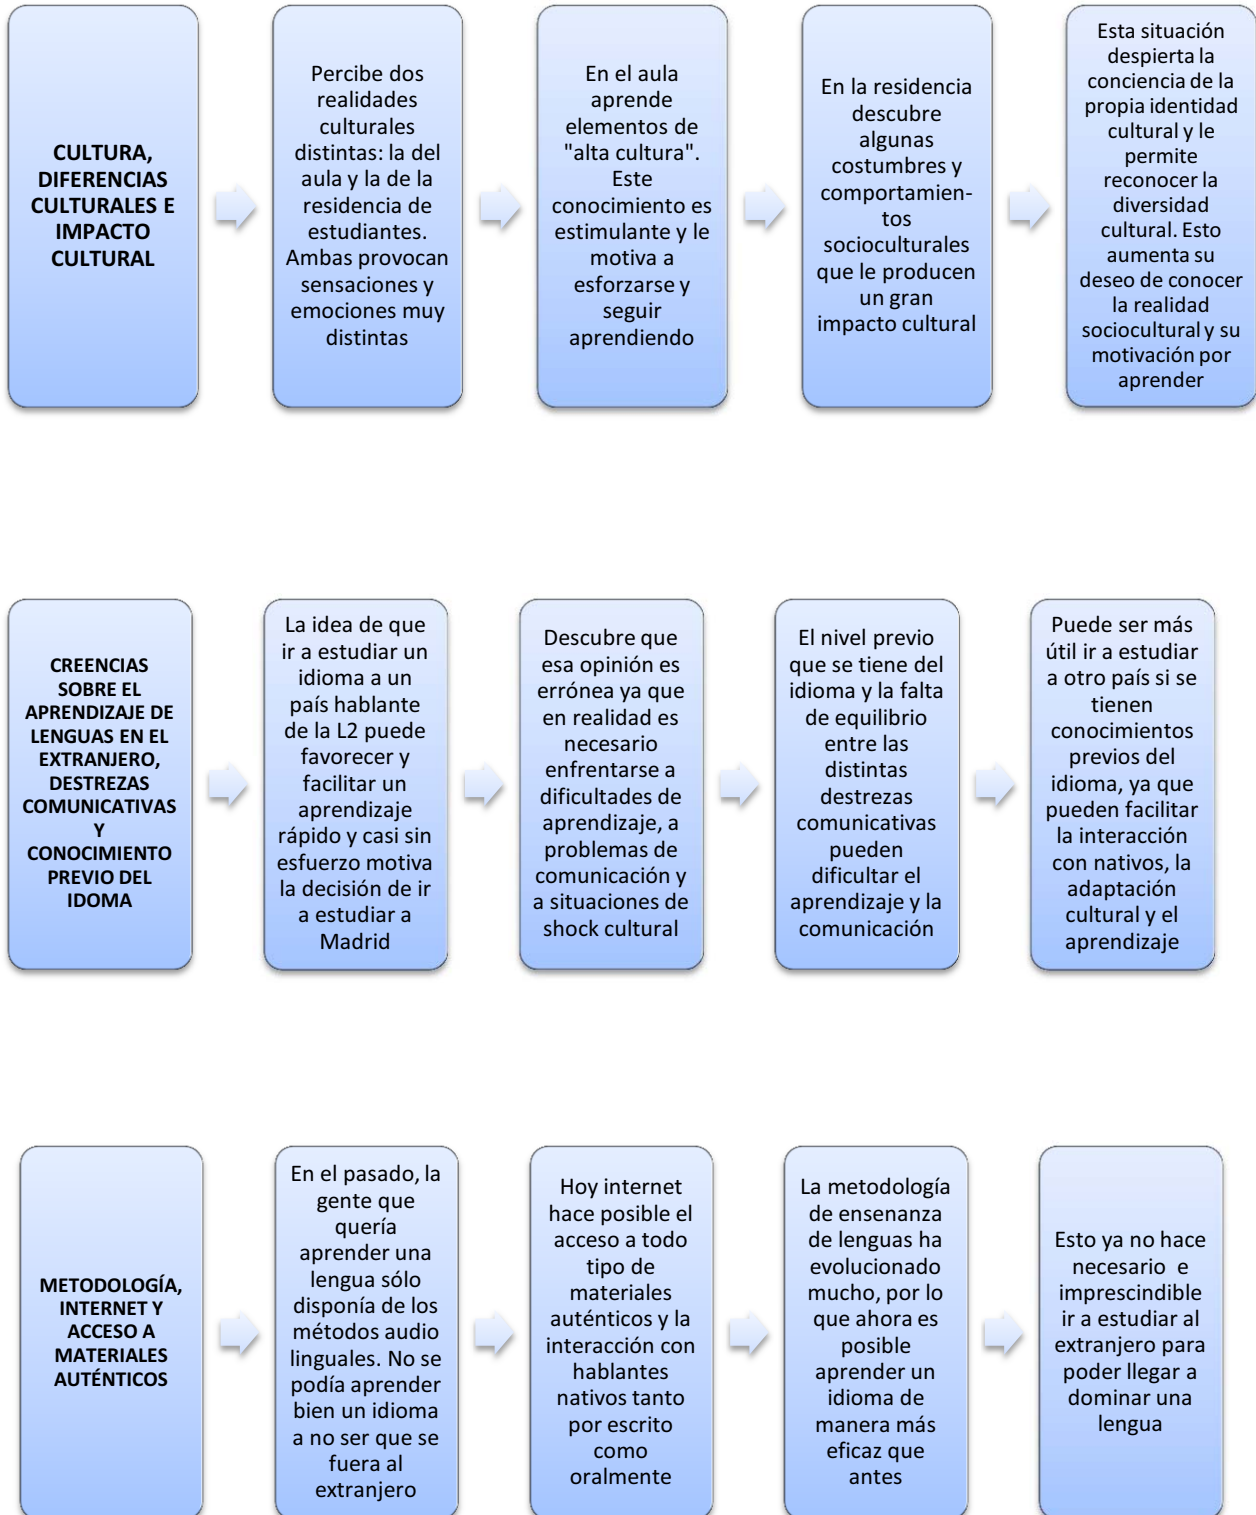 CULTURA,
DIFERENCIAS
CULTURALES E
IMPACTO
CULTURAL
Percibe dos
realidades
culturales
distintas: la del
aula y la de la
residencia de
estudiantes.
Ambas provocan
sensaciones y
emociones muy
distintas
En el aula
aprende
elementos de
"alta cultura".
Este
conocimiento es
estimulante y le
motiva a
esforzarse y
seguir
aprendiendo
En la residencia
descubre
algunas
costumbres y
comportamien-
tos
socioculturales
que le producen
un gran
impacto cultural
Esta situación
despierta la
conciencia de la
propia identidad
cultural y le
permite
reconocer la
diversidad
cultural. Esto
aumenta su
deseo de conocer
la realidad
sociocultural y su
motivación por
aprender
CREENCIAS
SOBRE EL
APRENDIZAJE DE
LENGUAS EN EL
EXTRANJERO,
DESTREZAS
COMUNICATIVAS
Y
CONOCIMIENTO
PREVIO DEL
IDOMA
La idea de que
ir a estudiar un
idioma a un
país hablante
de la L2 puede
favorecer y
facilitar un
aprendizaje
rápido y casi sin
esfuerzo motiva
la decisión de ir
a estudiar a
Madrid
Descubre que
esa opinión es
errónea ya que
en realidad es
necesario
enfrentarse a
dificultades de
aprendizaje, a
problemas de
comunicación y
a situaciones de
shock cultural
El nivel previo
que se tiene del
idioma y la falta
de equilibrio
entre las
distintas
destrezas
comunicativas
pueden
dificultar el
aprendizaje y la
comunicación
Puede ser más
útil ir a estudiar
a otro país si se
tienen
conocimientos
previos del
idioma, ya que
pueden facilitar
la interacción
con nativos, la
adaptación
cultural y el
aprendizaje
METODOLOGÍA,
INTERNET Y
ACCESO A
MATERIALES
AUTÉNTICOS
En el pasado, la
gente que
quería
aprender una
lengua sólo
disponía de los
métodos audio
linguales. No se
podía aprender
bien un idioma
a no ser que se
fuera al
extranjero
Hoy internet
hace posible el
acceso a todo
tipo de
materiales
auténticos y la
interacción con
hablantes
nativos tanto
por escrito
como
oralmente
La metodología
de ensenanza
de lenguas ha
evolucionado
mucho, por lo
que ahora es
posible
aprender un
idioma de
manera más
eficaz que
antes
Esto ya no hace
necesario e
imprescindible
ir a estudiar al
extranjero para
poder llegar a
dominar una
lengua